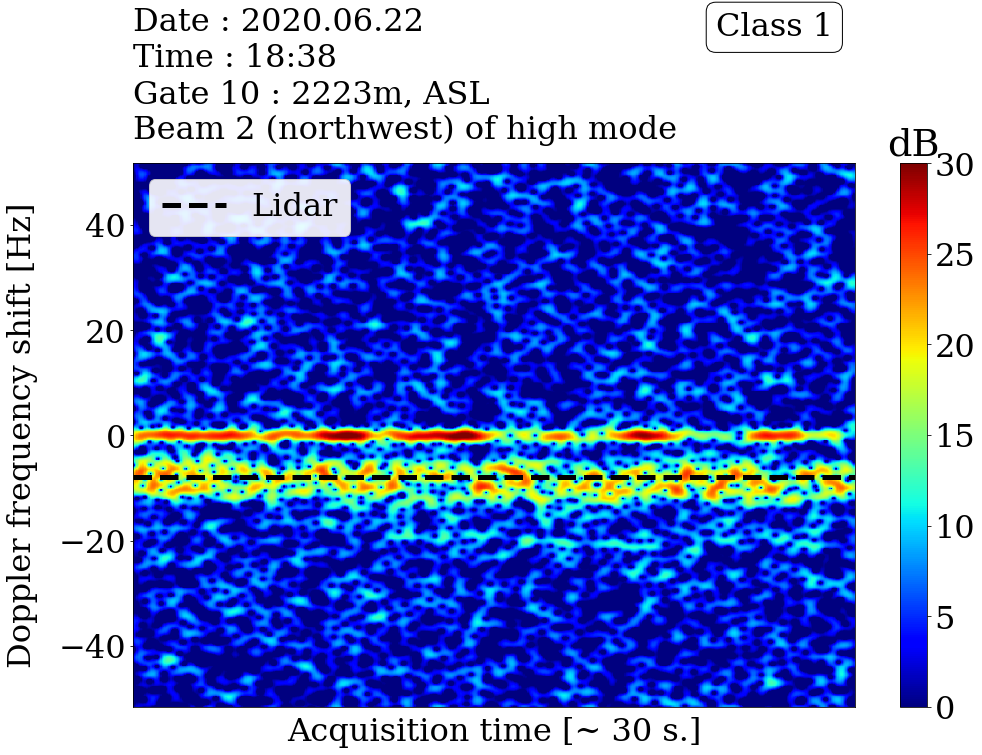 Date : 2020.06.22
Time : 18:38
Gate 10 : 2223m, ASL
Beam 2 (northwest) of high mode
Class 1
dB
Lidar
Doppler frequency shift [Hz]
40
20
0
−20
−40
30
25
20
15
10
5
0
Acquisition time [~ 30 s.]